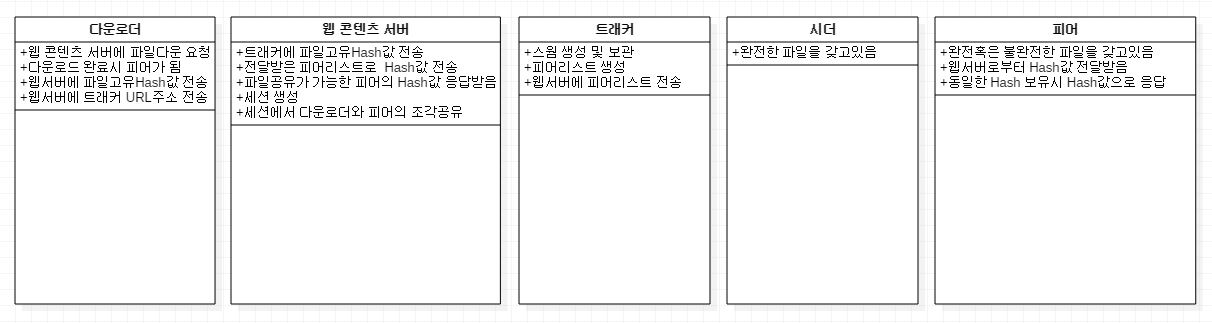 다운로더
+웹 콘텐츠 서버에 파일다운 요청
+다운로드 완료시 피어가 됨
+웹서버에 파일고유Hash값 전송
+웹서버에 트래커 URL주소 전송
웹 콘텐츠 서버
+트래커에 파일고유Hash값 전송
+전달받은 피어리스트로 Hash값 전송
+파일공유가 가능한 피어의 Hash값 응답받음
+세션 생성
+세션에서 다운로더와 피어의 조각공유
트래커
+스웜 생성 및 보관
+피어리스트 생성
+웹서버에 피어리스트 전송
시더
+완전한 파일을 갖고있음
피어
+완전혹은 불완전한 파일을 갖고있음
+웹서버로부터 Hash값 전달받음
+동일한 Hash 보유시 Hash값으로 응답